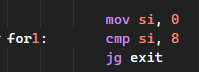 mov si, 0
for1: cmp si, 8
jg exit